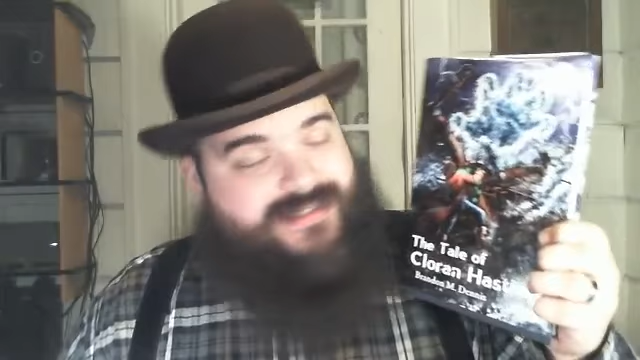 The Tale of
Cloran Hast
Brandon M. Dennis